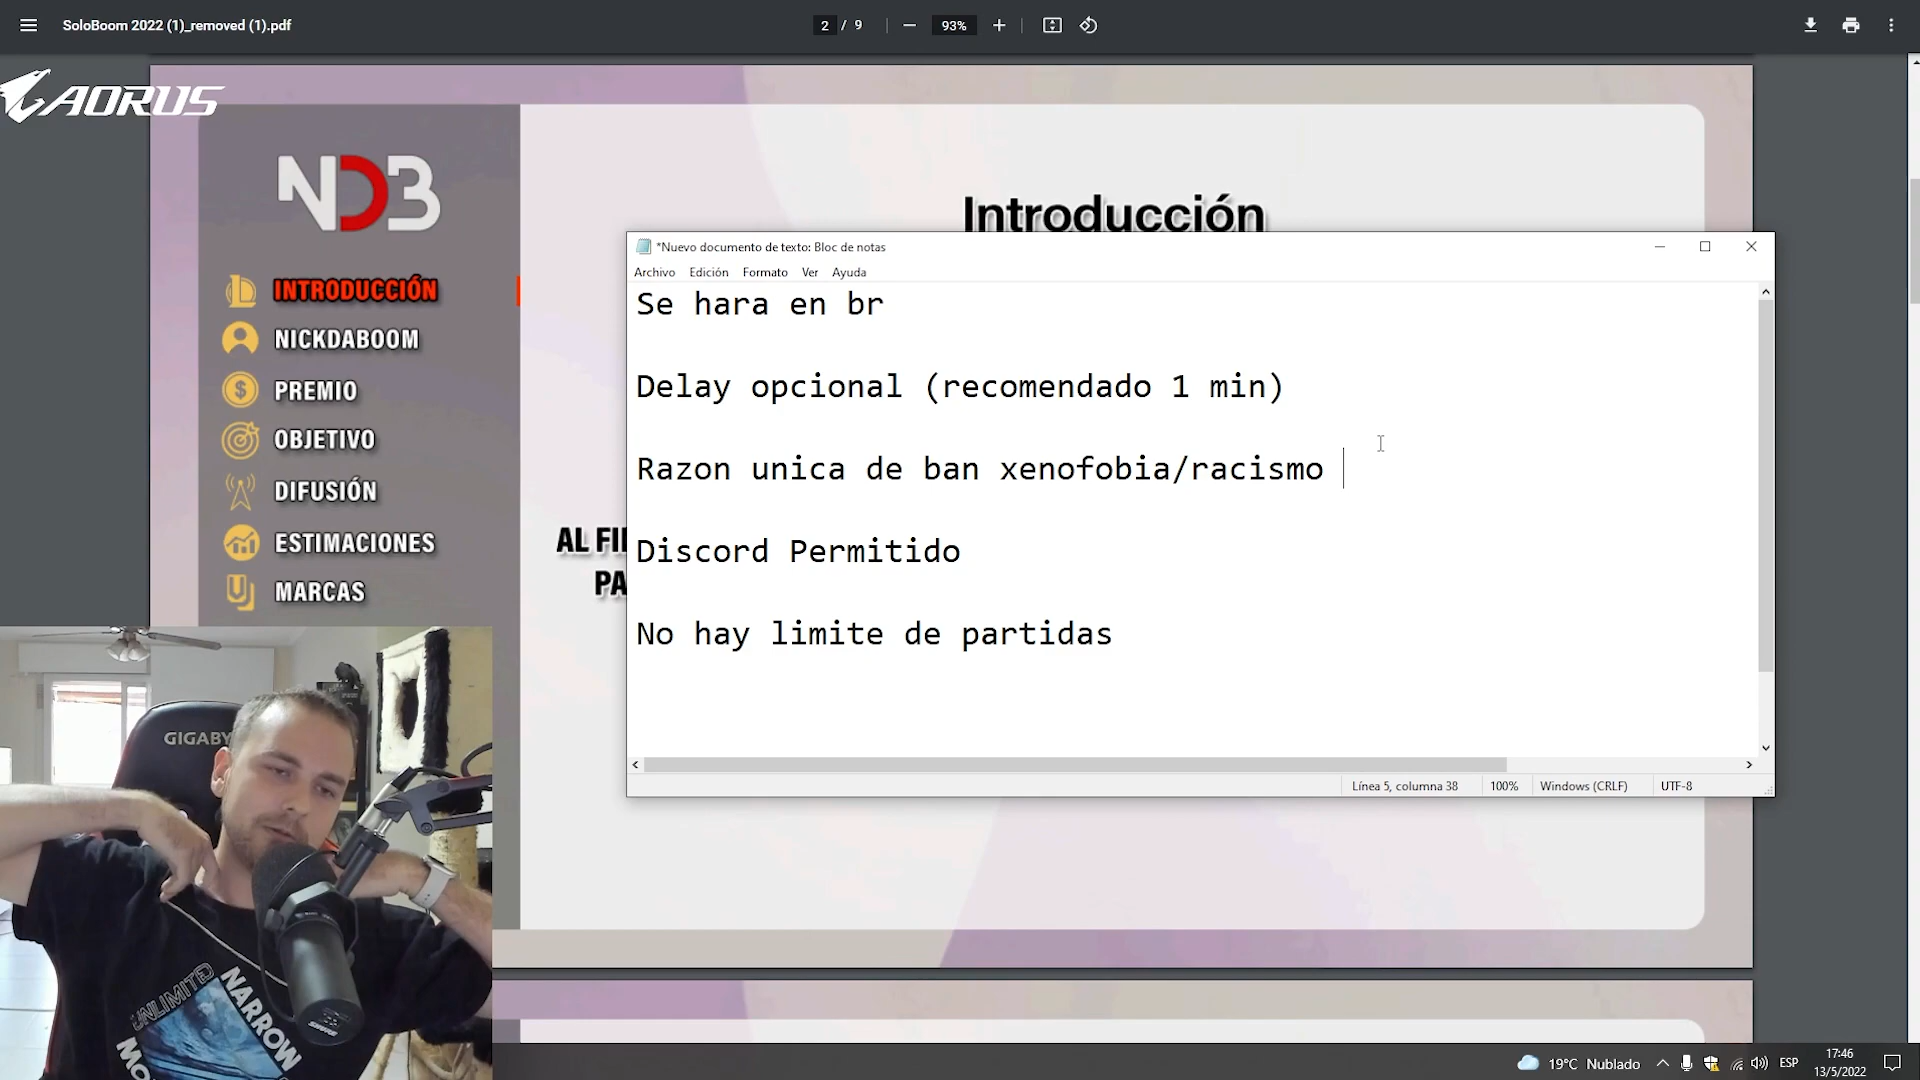 SoloBoom 2022 (1)_removed (1).pdf
2 / 9
93%
AORUS
NDB
Introducción
INTRODUCCIÓN
NICKDABOOM
PREMIO
OBJETIVO
DIFUSIÓN
ESTIMACIONES
MARCAS
AL FI
PA
*Nuevo documento de texto: Bloc de notas
Archivo Edición Formato Ver Ayuda
Se hara en br
Delay opcional (recomendado 1 min)
Razon unica de ban xenofobia/racismo
Discord Permitido
No hay limite de partidas
Línea 5, columna 38 100% Windows (CRLF) UTF-8
GIGABY
UNLIMITED
NARROW
MO
SHURE
19°C Nublado
ESP
17:46
13/5/2022